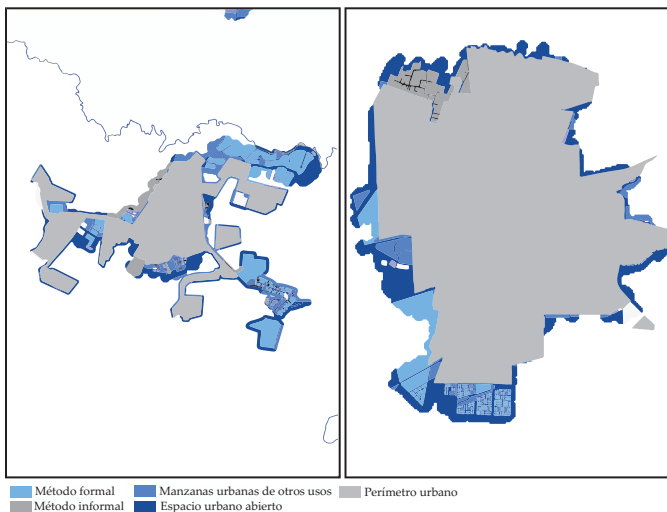 Método formal
Manzanas urbanas de otros usos
Perímetro urbano
Método informal
Espacio urbano abierto